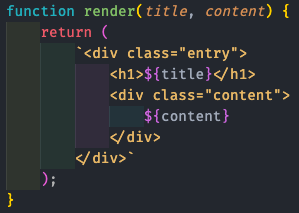 function render(title, content) {
    return (
        `<div class="entry">
            <h1>${title}</h1>
            <div class="content">
                ${content}
            </div>
        </div>`
    );
}